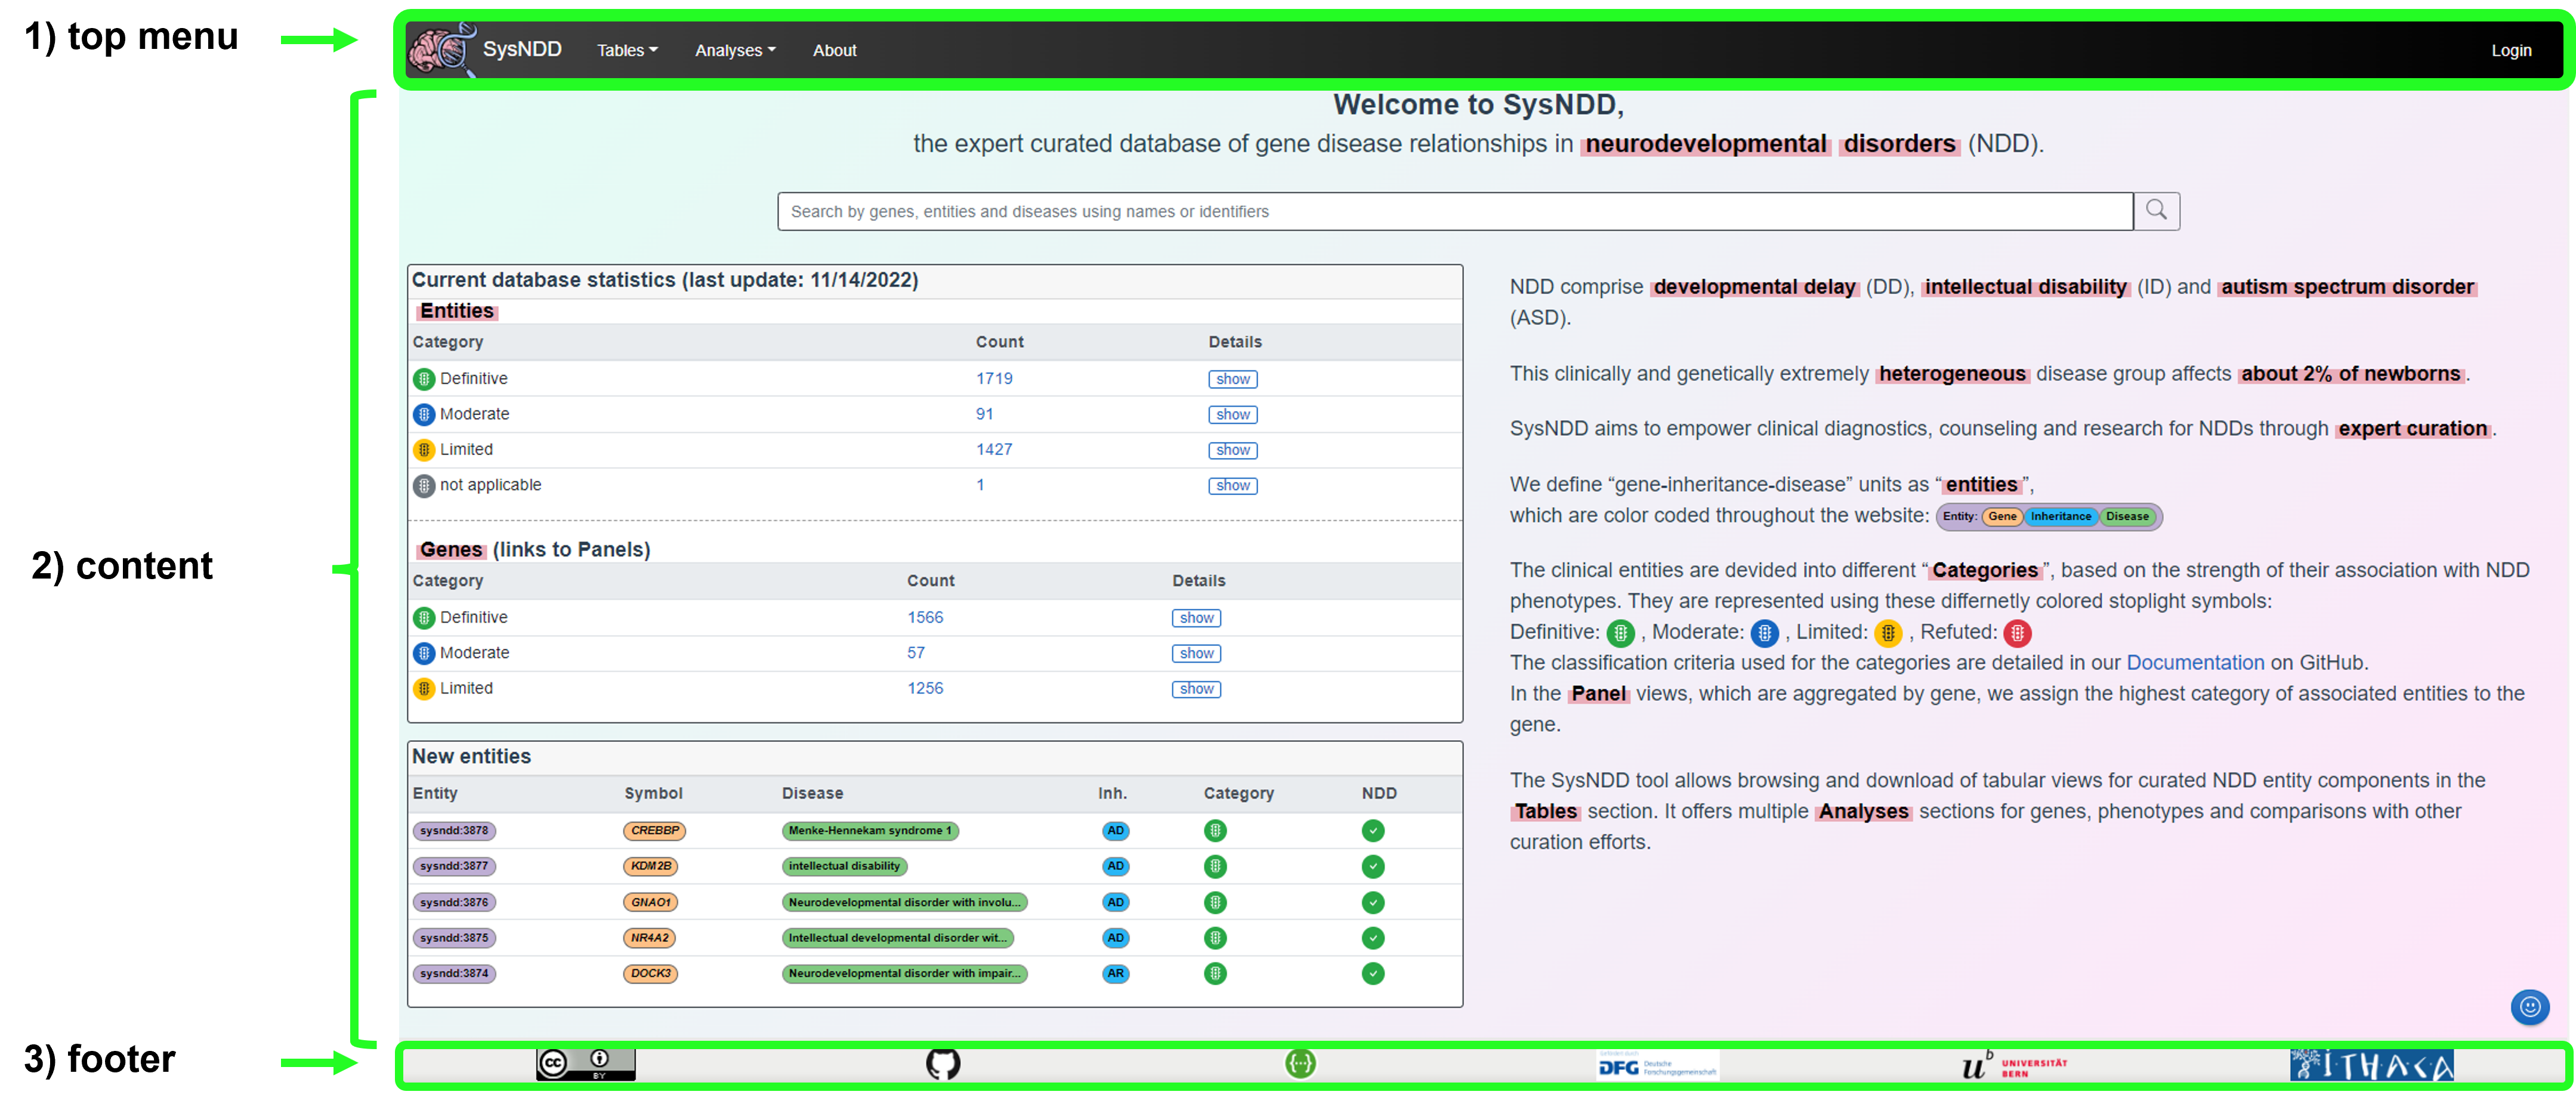 1) top menu
SysNDD Tables Analyses About Login
2) content
Welcome to SysNDD,
the expert curated database of gene disease relationships in neurodevelopmental disorders (NDD).
Search by genes, entities and diseases using names or identifiers
Current database statistics (last update: 11/14/2022)
Entities
Category Count Details
Definitive 1719 show
Moderate 91 show
Limited 1427 show
not applicable 1 show
Genes (links to Panels)
Category Count Details
Definitive 1566 show
Moderate 57 show
Limited 1256 show
New entities
Entity Symbol Disease Inh. Category NDD
sysndd:3878 CREBBP Menke-Hennekam syndrome 1 AD
sysndd:3877 KDM2B intellectual disability AD
sysndd:3876 GNAO1 Neurodevelopmental disorder with involu... AD
sysndd:3875 NR4A2 Intellectual developmental disorder wit... AD
sysndd:3874 DOCK3 Neurodevelopmental disorder with impair... AR
NDD comprise developmental delay (DD), intellectual disability (ID) and autism spectrum disorder
(ASD).
This clinically and genetically extremely heterogeneous disease group affects about 2% of newborns.
SysNDD aims to empower clinical diagnostics, counseling and research for NDDs through expert curation.
We define “gene-inheritance-disease” units as “entities”,
which are color coded throughout the website: Entity: Gene Inheritance Disease
The clinical entities are devided into different “Categories”, based on the strength of their association with NDD
phenotypes. They are represented using these differnetly colored stoplight symbols:
Definitive: , Moderate: , Limited: , Refuted:
The classification criteria used for the categories are detailed in our Documentation on GitHub.
In the Panel views, which are aggregated by gene, we assign the highest category of associated entities to the
gene.
The SysNDD tool allows browsing and download of tabular views for curated NDD entity components in the
Tables section. It offers multiple Analyses sections for genes, phenotypes and comparisons with other
curation efforts.
3) footer
cc BY
{...}
DFG Deutsche
Forschungsgemeinschaft
u b UNIVERSITÄT
BERN
ITHACA